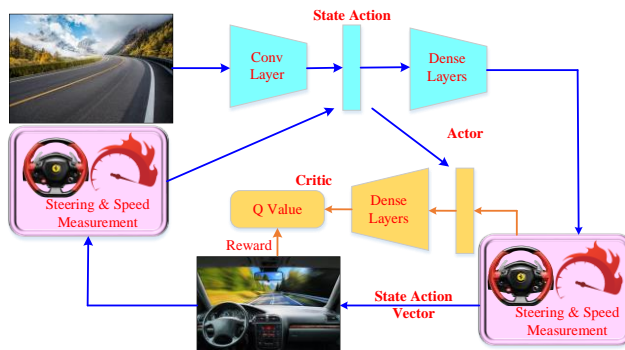 State Action
Conv
Layer
Dense
Layers
Actor
Steering & Speed
Measurement
Critic
Q Value
Dense
Layers
Reward
State Action
Vector
Steering & Speed
Measurement